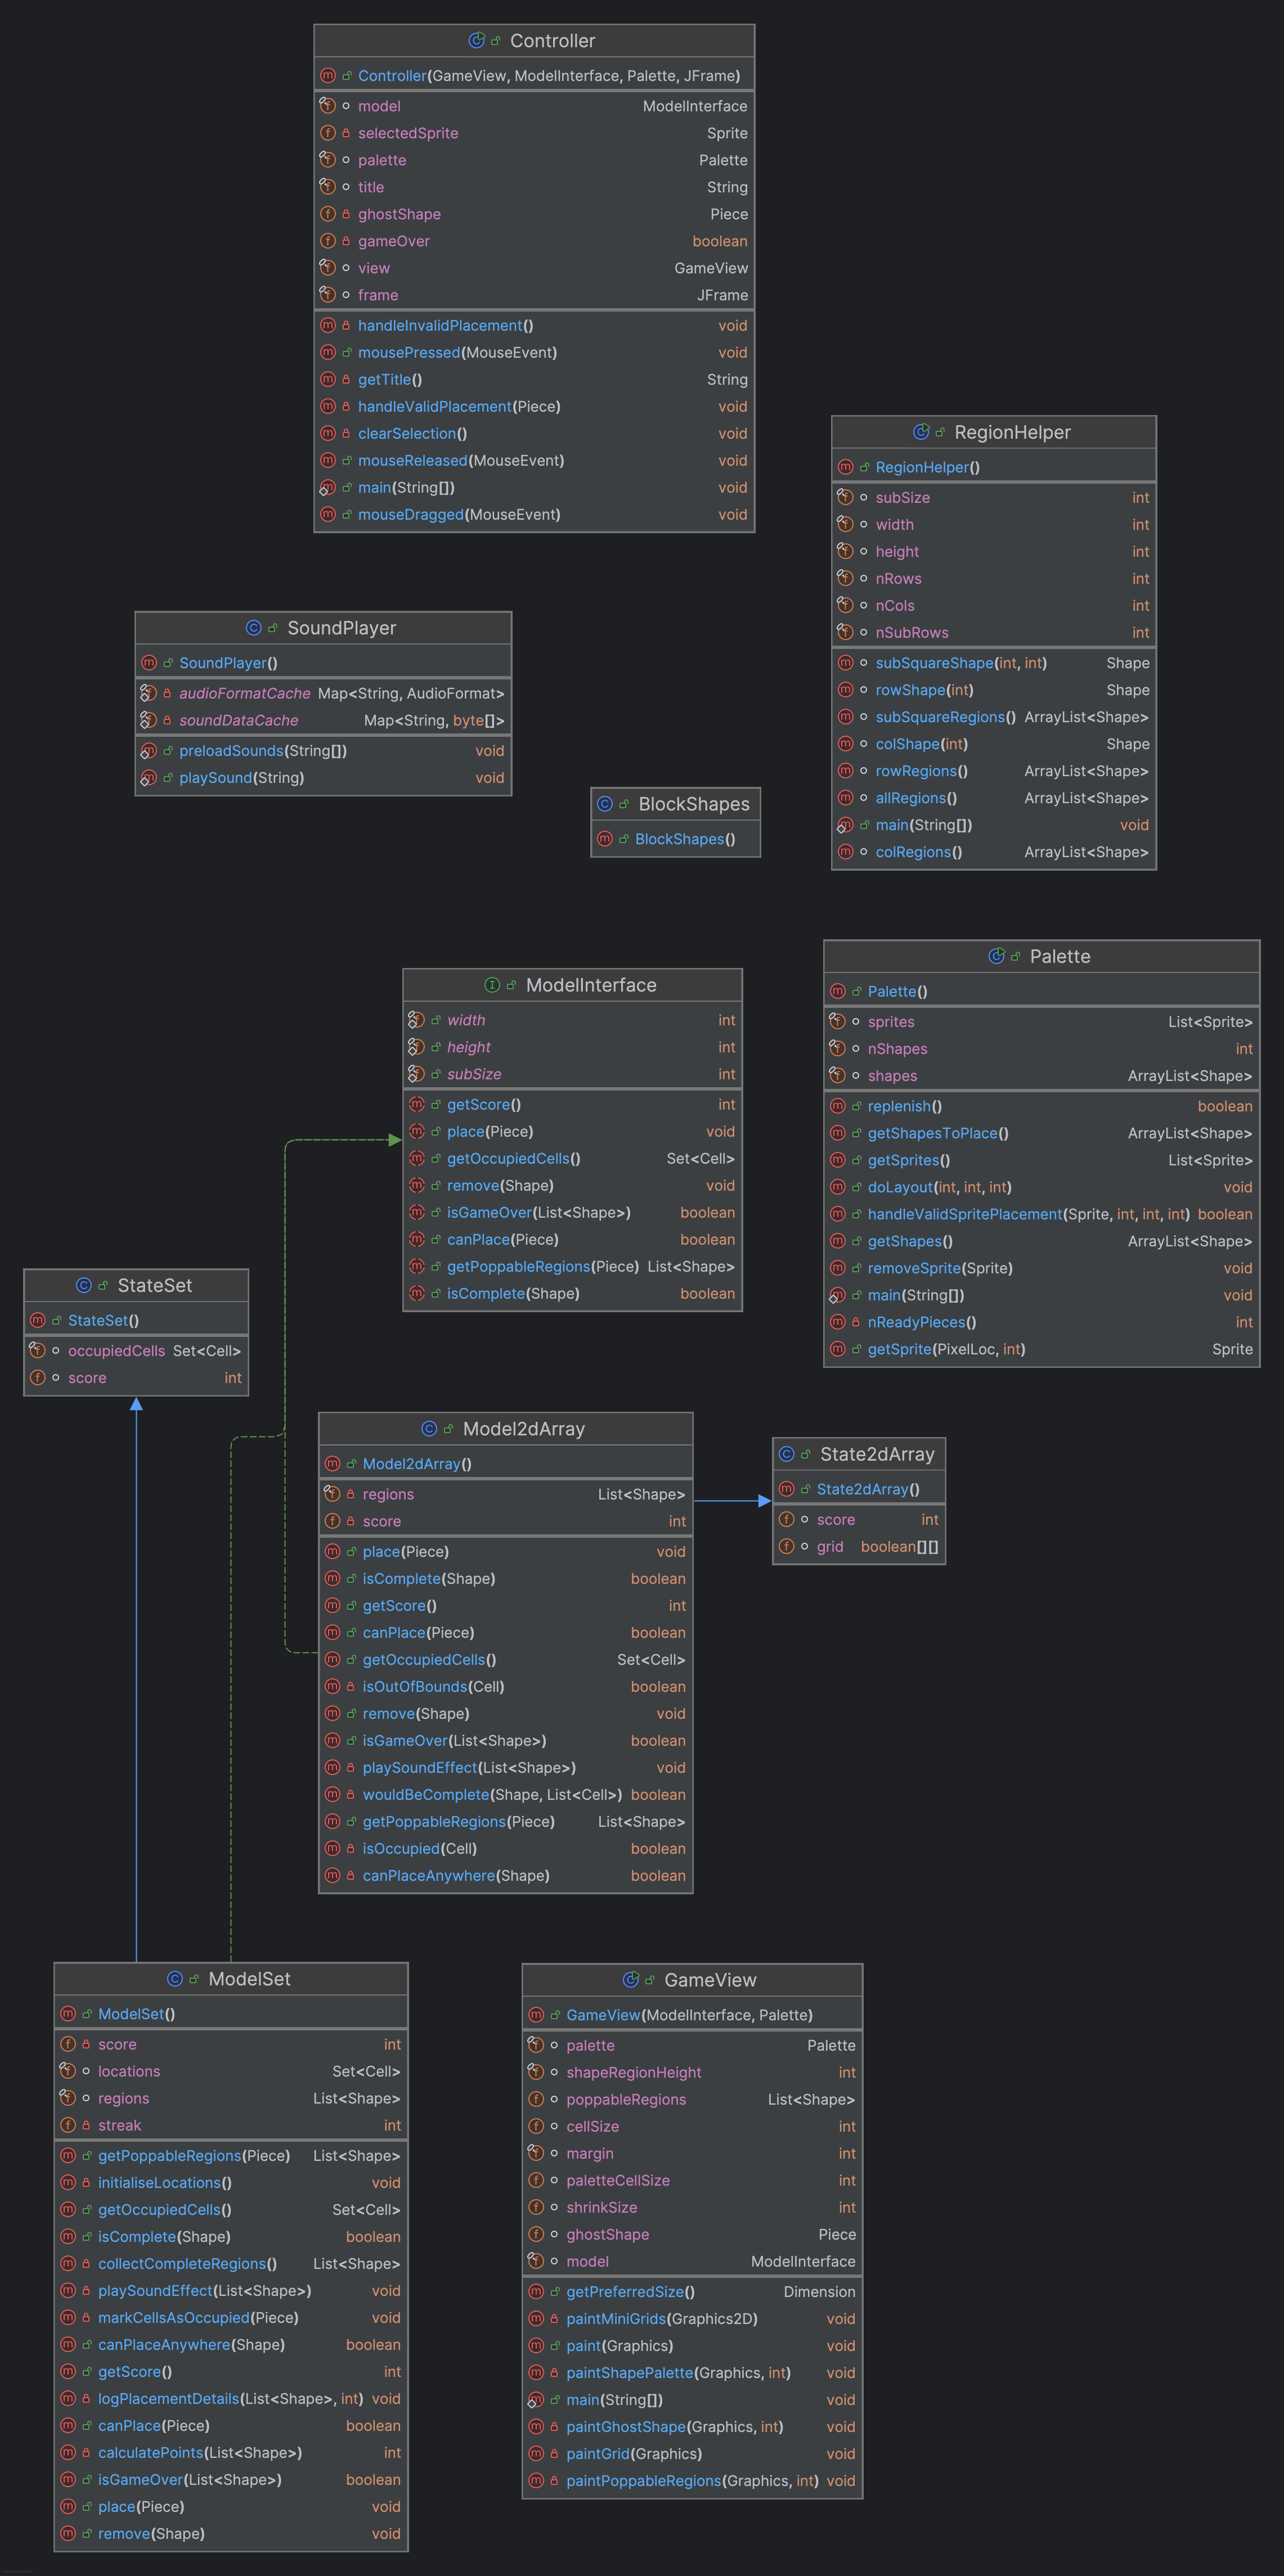 Controller
Controller(GameView, ModelInterface, Palette, JFrame)
model ModelInterface
selectedSprite Sprite
palette Palette
title String
ghostShape Piece
gameOver boolean
view GameView
frame JFrame
handleInvalidPlacement() void
mousePressed(MouseEvent) void
getTitle() String
handleValidPlacement(Piece) void
clearSelection() void
mouseReleased(MouseEvent) void
main(String[]) void
mouseDragged(MouseEvent) void
RegionHelper
RegionHelper()
subSize int
width int
height int
nRows int
nCols int
nSubRows int
subSquareShape(int, int) Shape
rowShape(int) Shape
subSquareRegions() ArrayList<Shape>
colShape(int) Shape
rowRegions() ArrayList<Shape>
allRegions() ArrayList<Shape>
main(String[]) void
colRegions() ArrayList<Shape>
SoundPlayer
SoundPlayer()
audioFormatCache Map<String, AudioFormat>
soundDataCache Map<String, byte[]>
preloadSounds(String[]) void
playSound(String) void
BlockShapes
BlockShapes()
ModelInterface
width int
height int
subSize int
getScore() int
place(Piece) void
getOccupiedCells() Set<Cell>
remove(Shape) void
isGameOver(List<Shape>) boolean
canPlace(Piece) boolean
getPoppableRegions(Piece) List<Shape>
isComplete(Shape) boolean
Palette
Palette()
sprites List<Sprite>
nShapes int
shapes ArrayList<Shape>
replenish() boolean
getShapesToPlace() ArrayList<Shape>
getSprites() List<Sprite>
doLayout(int, int, int) void
handleValidSpritePlacement(Sprite, int, int, int) boolean
getShapes() ArrayList<Shape>
removeSprite(Sprite) void
main(String[]) void
nReadyPieces() int
getSprite(PixelLoc, int) Sprite
StateSet
StateSet()
occupiedCells Set<Cell>
score int
Model2dArray
Model2dArray()
regions List<Shape>
score int
place(Piece) void
isComplete(Shape) boolean
getScore() int
canPlace(Piece) boolean
getOccupiedCells() Set<Cell>
isOutOfBounds(Cell) boolean
remove(Shape) void
isGameOver(List<Shape>) boolean
playSoundEffect(List<Shape>) void
wouldBeComplete(Shape, List<Cell>) boolean
getPoppableRegions(Piece) List<Shape>
isOccupied(Cell) boolean
canPlaceAnywhere(Shape) boolean
State2dArray
State2dArray()
score int
grid boolean[][]
ModelSet
ModelSet()
score int
locations Set<Cell>
regions List<Shape>
streak int
getPoppableRegions(Piece) List<Shape>
initialiseLocations() void
getOccupiedCells() Set<Cell>
isComplete(Shape) boolean
collectCompleteRegions() List<Shape>
playSoundEffect(List<Shape>) void
markCellsAsOccupied(Piece) void
canPlaceAnywhere(Shape) boolean
getScore() int
logPlacementDetails(List<Shape>, int) void
canPlace(Piece) boolean
calculatePoints(List<Shape>) int
isGameOver(List<Shape>) boolean
place(Piece) void
remove(Shape) void
GameView
GameView(ModelInterface, Palette)
palette Palette
shapeRegionHeight int
poppableRegions List<Shape>
cellSize int
margin int
paletteCellSize int
shrinkSize int
ghostShape Piece
model ModelInterface
getPreferredSize() Dimension
paintMiniGrids(Graphics2D) void
paint(Graphics) void
paintShapePalette(Graphics, int) void
main(String[]) void
paintGhostShape(Graphics, int) void
paintGrid(Graphics) void
paintPoppableRegions(Graphics, int) void